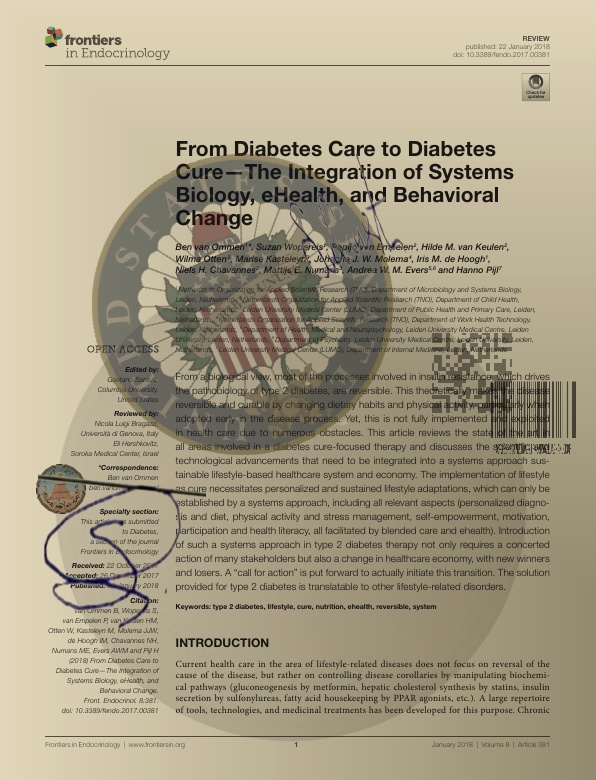 frontiers
in Endocrinology
REVIEW
published: 22 January 2018
doi: 10.3389/fendo.2017.00381
Check for
updates
From Diabetes Care to Diabetes
Cure—The Integration of Systems
Biology, eHealth, and Behavioral
Change
Ben van Ommen¹*, Suzan Wopereis¹, Pepijn van Empelen², Hilde M. van Keulen²,
Wilma Otten², Marise Kasteleyn³, Johanna J. W. Molema⁴, Iris M. de Hoogh¹,
Niels H. Chavannes³, Mattijs E. Numans³, Andrea W. M. Evers⁵,⁶ and Hanno Pijl⁷
¹ Netherlands Organization for Applied Scientific Research (TNO), Department of Microbiology and Systems Biology,
Leiden, Netherlands, ² Netherlands Organization for Applied Scientific Research (TNO), Department of Child Health,
Leiden, Netherlands, ³ Leiden University Medical Center (LUMC), Department of Public Health and Primary Care, Leiden,
Netherlands, ⁴ Netherlands Organization for Applied Scientific Research (TNO), Department of Work Health Technology,
Leiden, Netherlands, ⁵ Department of Health, Medical and Neuropsychology, Leiden University Medical Centre, Leiden
University, Leiden, Netherlands, ⁶ Department of Psychiatry, Leiden University Medical Centre, Leiden University, Leiden,
Netherlands, ⁷ Leiden University Medical Center (LUMC), Department of Internal Medicine, Leiden, Netherlands
OPEN ACCESS
Edited by:
Gaetano Santulli,
Columbia University,
United States
Reviewed by:
Nicola Luigi Bragazzi,
Università di Genova, Italy
Eli Hershkovitz,
Soroka Medical Center, Israel
*Correspondence:
Ben van Ommen
ben.vanommen
Specialty section:
This article was submitted
to Diabetes,
a section of the journal
Frontiers in Endocrinology
Received: 22 October 2017
Accepted: 26 December 2017
Published: 22 January 2018
Citation:
van Ommen B, Wopereis S,
van Empelen P, van Keulen HM,
Otten W, Kasteleyn M, Molema JJW,
de Hoogh IM, Chavannes NH,
Numans ME, Evers AWM and Pijl H
(2018) From Diabetes Care to
Diabetes Cure—The Integration of
Systems Biology, eHealth, and
Behavioral Change.
Front. Endocrinol. 8:381.
doi: 10.3389/fendo.2017.00381
From a biological view, most of the processes involved in insulin resistance, which drives
the pathobiology of type 2 diabetes, are reversible. This theoretically makes the disease
reversible and curable by changing dietary habits and physical activity, particularly when
adopted early in the disease process. Yet, this is not fully implemented and exploited
in health care due to numerous obstacles. This article reviews the state of the art in
all areas involved in a diabetes cure-focused therapy and discusses the scientific and
technological advancements that need to be integrated into a systems approach sus-
tainable lifestyle-based healthcare system and economy. The implementation of lifestyle
as cure necessitates personalized and sustained lifestyle adaptations, which can only be
established by a systems approach, including all relevant aspects (personalized diagno-
sis and diet, physical activity and stress management, self-empowerment, motivation,
participation and health literacy, all facilitated by blended care and ehealth). Introduction
of such a systems approach in type 2 diabetes therapy not only requires a concerted
action of many stakeholders but also a change in healthcare economy, with new winners
and losers. A "call for action" is put forward to actually initiate this transition. The solution
provided for type 2 diabetes is translatable to other lifestyle-related disorders.
Keywords: type 2 diabetes, lifestyle, cure, nutrition, ehealth, reversible, system
INTRODUCTION
Current health care in the area of lifestyle-related diseases does not focus on reversal of the
cause of the disease, but rather on controlling disease corollaries by manipulating biochemi-
cal pathways (gluconeogenesis by metformin, hepatic cholesterol synthesis by statins, insulin
secretion by sulfonylureas, fatty acid housekeeping by PPAR agonists, etc.). A large repertoire
of tools, technologies, and medicinal treatments has been developed for this purpose. Chronic
Frontiers in Endocrinology | www.frontiersin.org
1
January 2018 | Volume 8 | Article 381